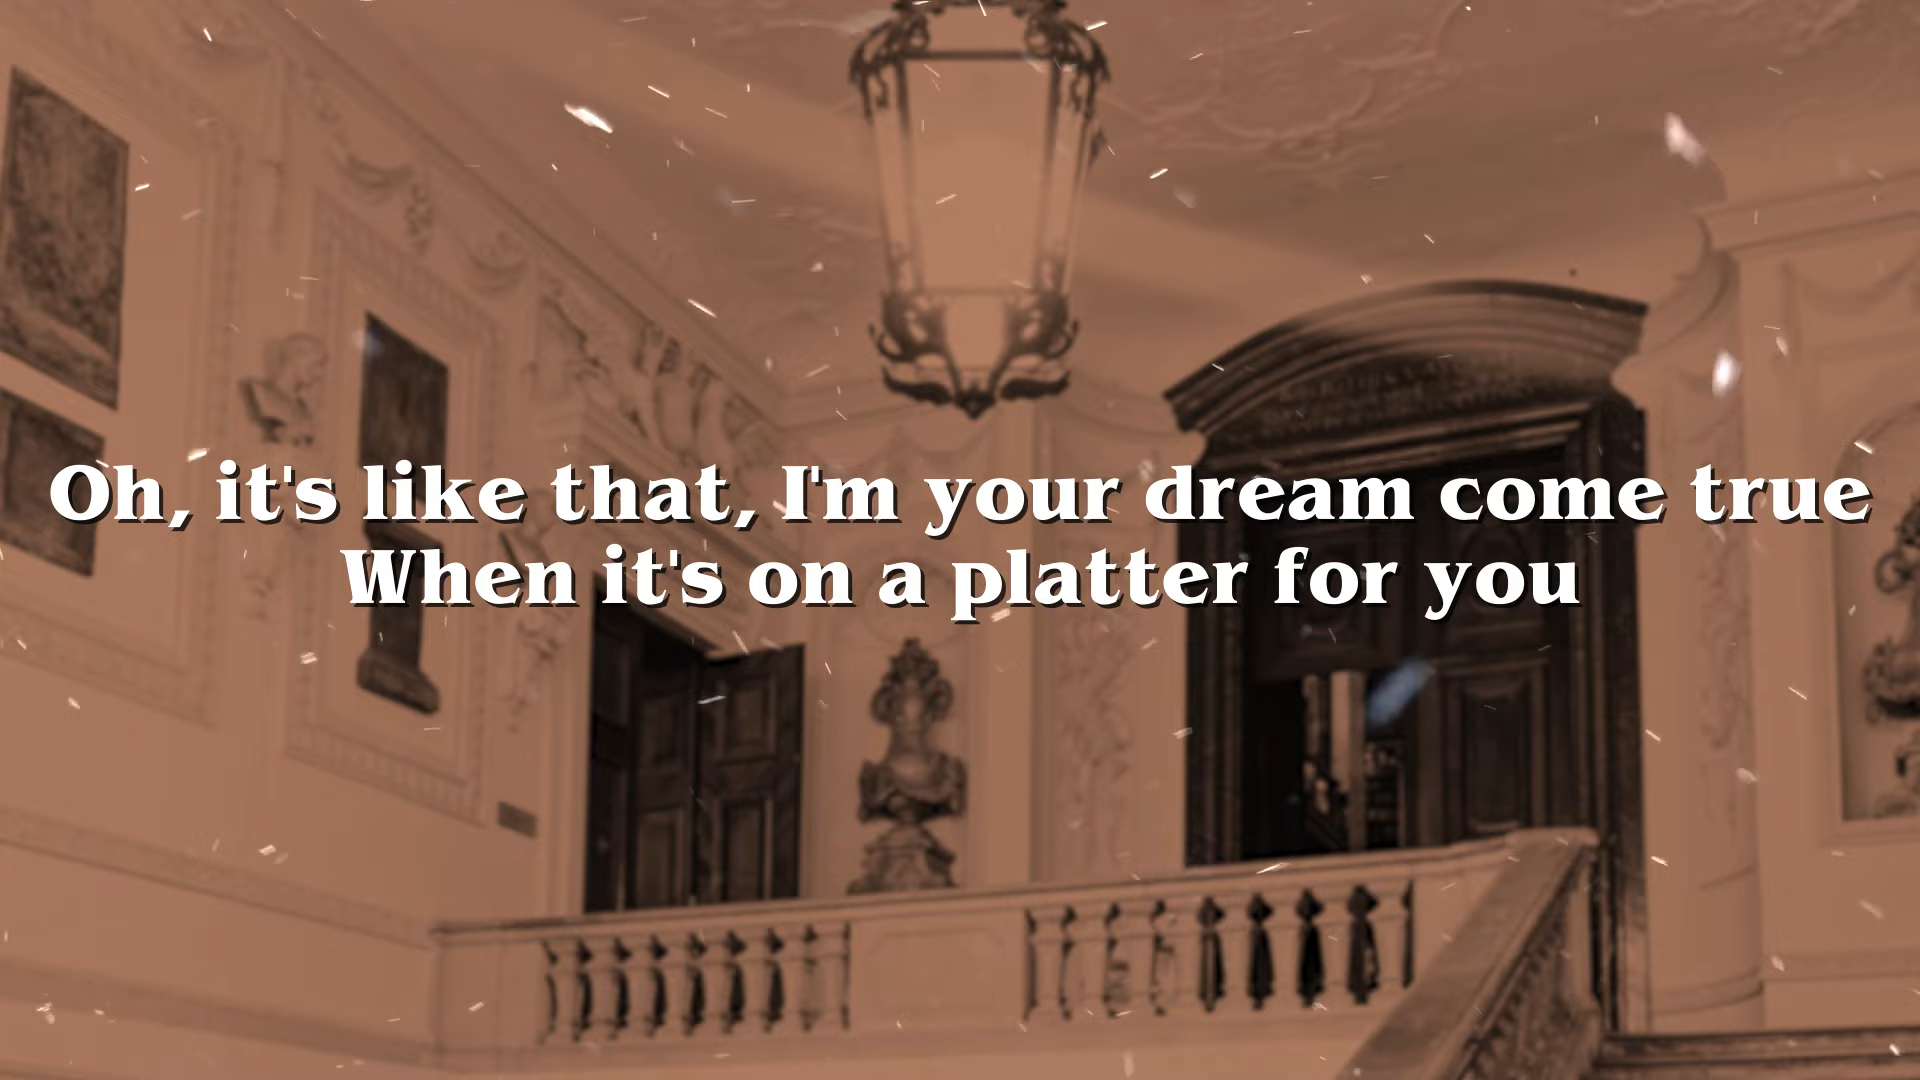 Oh, it's like that, I'm your dream come true
When it's on a platter for you